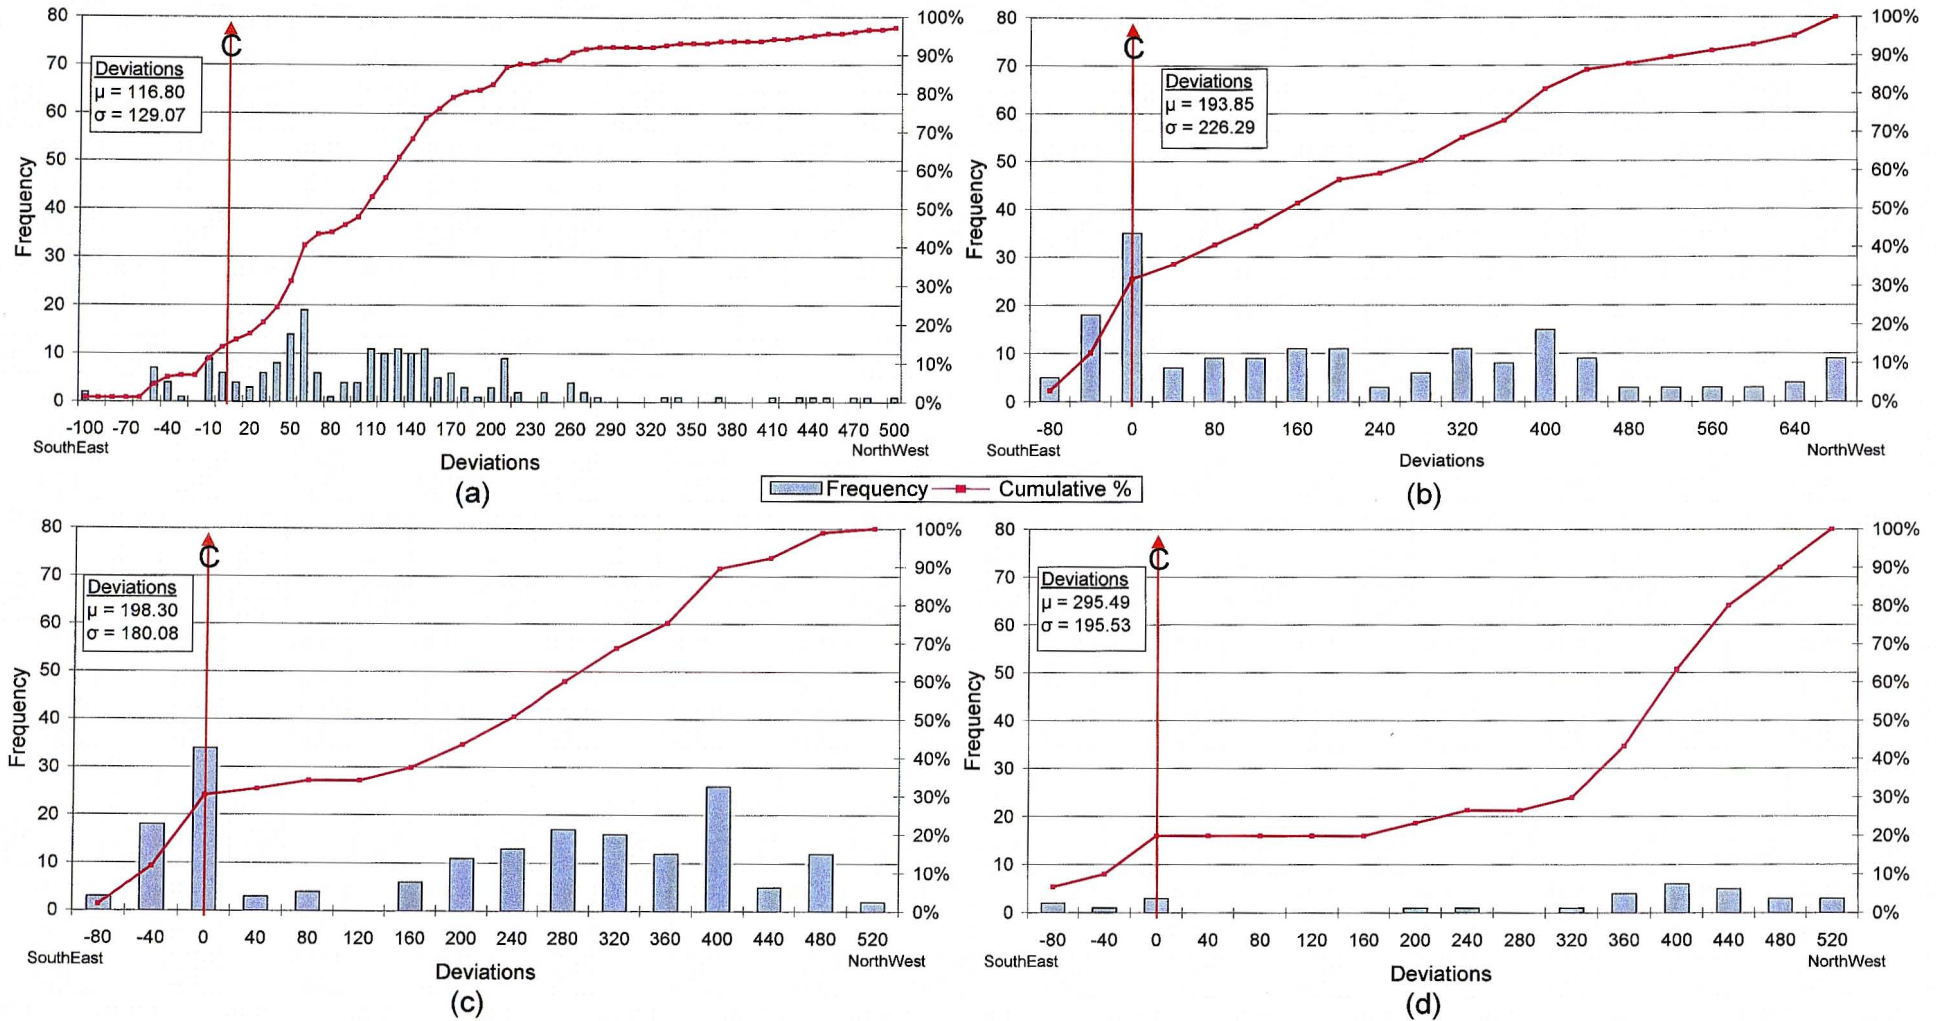 80
70
60
50
40
30
20
10
0
Frequency
100%
90%
80%
70%
60%
50%
40%
30%
20%
10%
0%
C
Deviations
μ = 116.80
σ = 129.07
-100 -70 -40 -10 20 50 80 110 140 170 200 230 260 290 320 350 380 410 440 470 500
SouthEast
NorthWest
Deviations
(a)
80
70
60
50
40
30
20
10
0
Frequency
100%
90%
80%
70%
60%
50%
40%
30%
20%
10%
0%
C
Deviations
μ = 193.85
σ = 226.29
-80 0 80 160 240 320 400 480 560 640
SouthEast
NorthWest
Deviations
(b)
Frequency Cumulative %
80
70
60
50
40
30
20
10
0
Frequency
100%
90%
80%
70%
60%
50%
40%
30%
20%
10%
0%
C
Deviations
μ = 198.30
σ = 180.08
-80 -40 0 40 80 120 160 200 240 280 320 360 400 440 480 520
SouthEast
NorthWest
Deviations
(c)
80
70
60
50
40
30
20
10
0
Frequency
100%
90%
80%
70%
60%
50%
40%
30%
20%
10%
0%
C
Deviations
μ = 295.49
σ = 195.53
-80 -40 0 40 80 120 160 200 240 280 320 360 400 440 480 520
SouthEast
NorthWest
Deviations
(d)